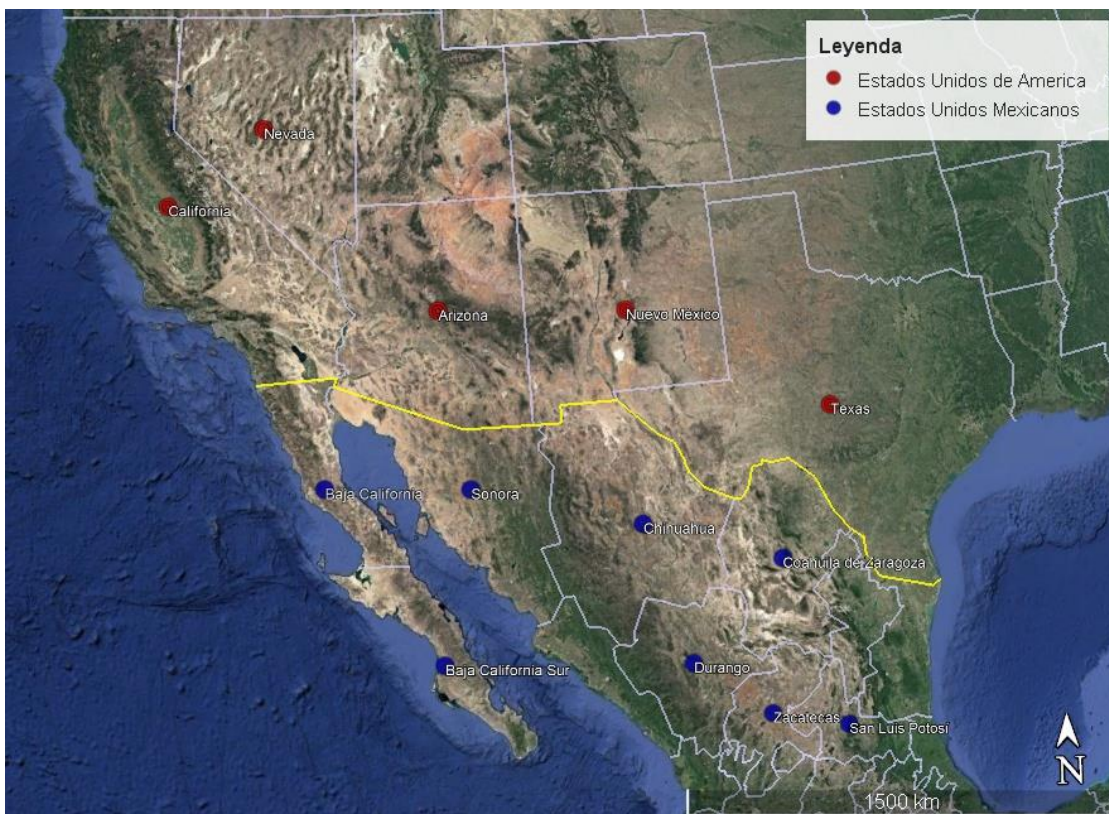 Leyenda
Estados Unidos de America
Estados Unidos Mexicanos
Nevada
California
Arizona
Nuevo México
Texas
Baja California
Sonora
Chihuahua
Coahuila de Zaragoza
Baja California Sur
Durango
Zacatecas
San Luis Potosí
N
1500 km